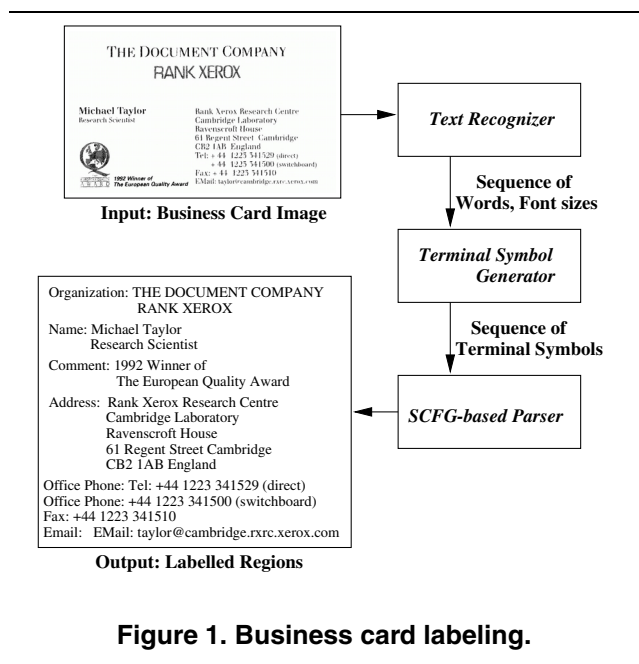 THE DOCUMENT COMPANY
RANK XEROX
Michael Taylor
Research Scientist
1992 Winner of
The European Quality Award
Rank Xerox Research Centre
Cambridge Laboratory
Ravenscroft House
61 Regent Street Cambridge
CB2 1AB England
Tel: + 44 1223 341529 (direct)
+ 44 1223 341500 (switchboard)
Fax: + 44 1223 341510
EMail: taylor@cambridge.rxrc.xerox.com
Input: Business Card Image
Text Recognizer
Sequence of
Words, Font sizes
Terminal Symbol
Generator
Sequence of
Terminal Symbols
SCFG-based Parser
Organization: THE DOCUMENT COMPANY
RANK XEROX
Name: Michael Taylor
Research Scientist
Comment: 1992 Winner of
The European Quality Award
Address: Rank Xerox Research Centre
Cambridge Laboratory
Ravenscroft House
61 Regent Street Cambridge
CB2 1AB England
Office Phone: Tel: +44 1223 341529 (direct)
Office Phone: +44 1223 341500 (switchboard)
Fax: +44 1223 341510
Email: EMail: taylor@cambridge.rxrc.xerox.com
Output: Labelled Regions
Figure 1. Business card labeling.